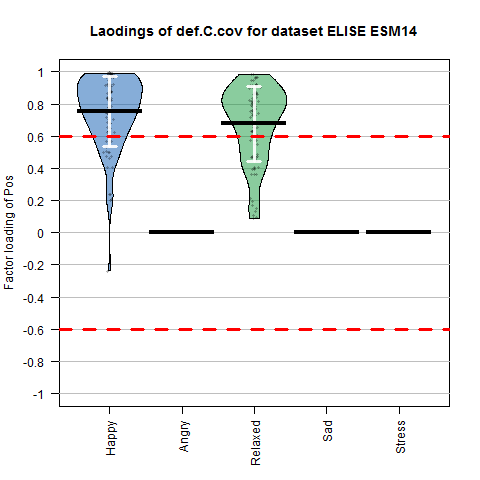 Laodings of def.C.cov for dataset ELISE ESM14
Factor loading of Pos
1
0.8
0.6
0.4
0.2
0
-0.2
-0.4
-0.6
-0.8
-1
Happy
Angry
Relaxed
Sad
Stress